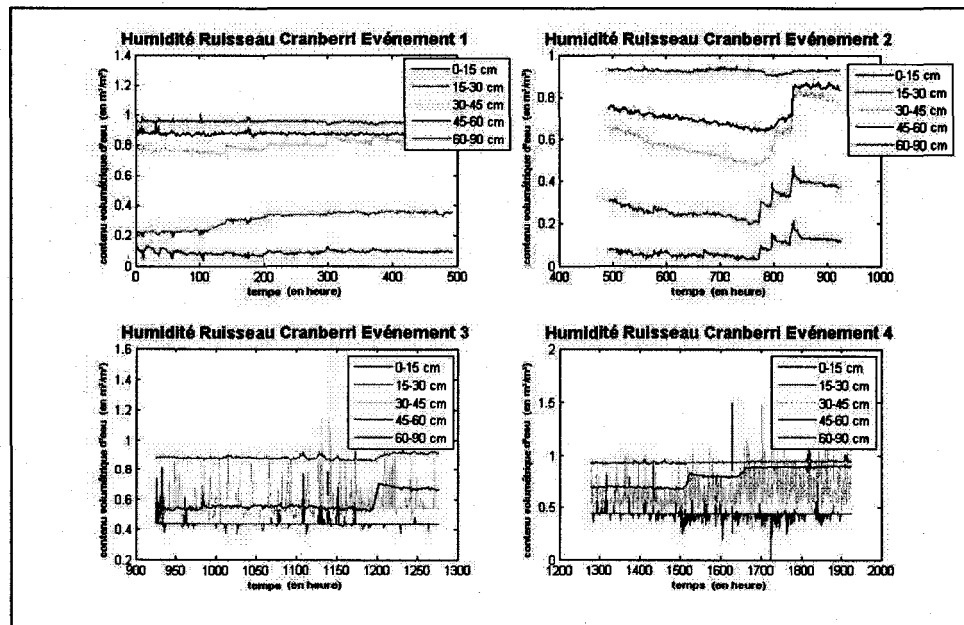 Humidité Ruisseau Cranberri Evénement 1
contenu volumétrique d'eau (en m³/m³)
1.4
1.2
1
0.8
0.6
0.4
0.2
0
0 100 200 300 400 500
temps (en heure)
0-15 cm
15-30 cm
30-45 cm
45-60 cm
60-90 cm
Humidité Ruisseau Cranberri Evénement 2
contenu volumétrique d'eau (en m³/m³)
1
0.8
0.6
0.4
0.2
0
400 500 600 700 800 900 1000
temps (en heure)
0-15 cm
15-30 cm
30-45 cm
45-60 cm
60-90 cm
Humidité Ruisseau Cranberri Evénement 3
contenu volumétrique d'eau (en m³/m³)
1.6
1.4
1.2
1
0.8
0.6
0.4
0.2
900 950 1000 1050 1100 1150 1200 1250 1300
temps (en heure)
0-15 cm
15-30 cm
30-45 cm
45-60 cm
60-90 cm
Humidité Ruisseau Cranberri Evénement 4
contenu volumétrique d'eau (en m³/m³)
2
1.5
1
0.5
0
1200 1300 1400 1500 1600 1700 1800 1900 2000
temps (en heure)
0-15 cm
15-30 cm
30-45 cm
45-60 cm
60-90 cm